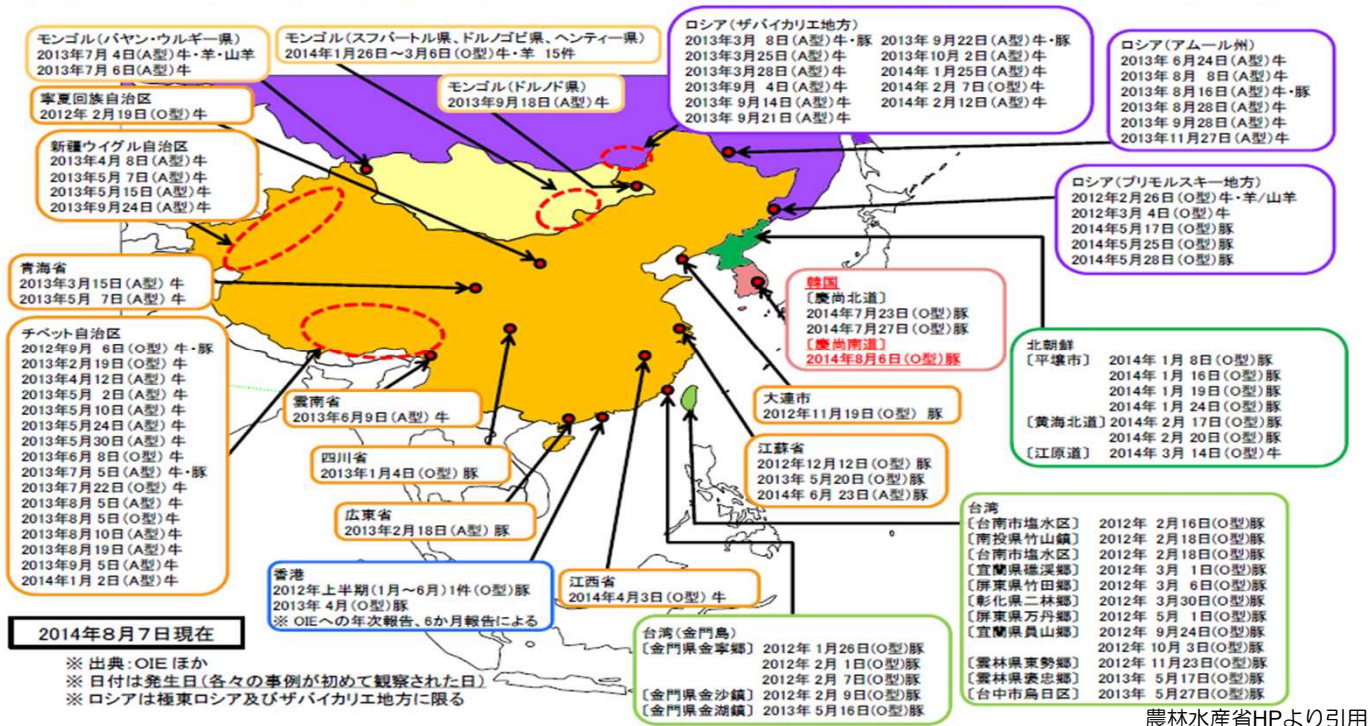 モンゴル(バヤン・ウルギー県)
2013年7月 4日(A型)牛・羊・山羊
2013年7月 6日(A型)牛
モンゴル(スフバートル県、ドルノゴビ県、ヘンティー県)
2014年1月26日～3月6日(O型)牛・羊 15件
モンゴル(ドルノド県)
2013年9月18日(A型)牛
ロシア(ザバイカリエ地方)
2013年3月 8日(A型)牛・豚 2013年9月22日(A型)牛・豚
2013年3月25日(A型)牛 2013年10月 2日(A型)牛
2013年3月28日(A型)牛 2014年 1月25日(A型)牛
2013年9月 4日(A型)牛 2014年 2月 7日(O型)牛
2013年 9月14日(A型)牛 2014年 2月12日(A型)牛
2013年 9月21日(A型)牛
ロシア(アムール州)
2013年 6月24日(A型)牛
2013年 8月 8日(A型)牛
2013年 8月16日(A型)牛・豚
2013年 8月28日(A型)牛
2013年 9月28日(A型)牛
2013年11月27日(A型)牛
寧夏回族自治区
2012年 2月19日(O型)牛
新疆ウイグル自治区
2013年4月 8日(A型)牛
2013年5月 7日(A型)牛
2013年5月15日(A型)牛
2013年9月24日(A型)牛
ロシア(プリモルスキー地方)
2012年2月26日(O型)牛・羊/山羊
2012年3月 4日(O型)牛
2014年5月17日(O型)豚
2014年5月25日(O型)豚
2014年5月28日(O型)豚
青海省
2013年3月15日(A型) 牛
2013年5月 7日(A型) 牛
韓国
〔慶尚北道〕
2014年7月23日(O型)豚
2014年7月27日(O型)豚
〔慶尚南道〕
2014年8月6日(O型)豚
チベット自治区
2012年9月 6日(O型) 牛・豚
2013年2月19日(O型) 牛
2013年4月12日(A型) 牛
2013年5月 2日(A型) 牛
2013年5月10日(A型) 牛
2013年5月24日(A型) 牛
2013年5月30日(A型) 牛
2013年6月 8日(O型) 牛
2013年7月 5日(A型) 牛・豚
2013年7月22日(O型) 牛
2013年8月 5日(A型) 牛
2013年8月 5日(O型) 牛
2013年8月10日(A型) 牛
2013年8月19日(A型) 牛
2013年9月 5日(A型) 牛
2014年1月 2日(A型) 牛
北朝鮮
〔平壌市〕 2014年 1月 8日(O型)豚
2014年 1月 16日(O型)豚
2014年 1月 19日(O型)豚
2014年 1月 24日(O型)豚
〔黄海北道〕2014年 2月 17日(O型)豚
2014年 2月 20日(O型)豚
〔江原道〕 2014年 3月 14日(O型)牛
雲南省
2013年6月9日(A型) 牛
大連市
2012年11月19日(O型) 豚
四川省
2013年1月4日(O型) 豚
江蘇省
2012年12月12日(O型) 豚
2013年 5月20日(O型) 豚
2014年 6月 23日(A型)豚
広東省
2013年2月18日(A型) 豚
台湾
〔台南市塩水区〕 2012年 2月16日(O型)豚
〔南投県竹山鎮〕 2012年 2月18日(O型)豚
〔台南市塩水区〕 2012年 2月18日(O型)豚
〔宜蘭県礁渓郷〕 2012年 3月 1日(O型)豚
〔屏東県竹田郷〕 2012年 3月 6日(O型)豚
〔彰化県二林郷〕 2012年 3月30日(O型)豚
〔屏東県万丹郷〕 2012年 5月 1日(O型)豚
〔宜蘭県員山郷〕 2012年 9月24日(O型)豚
2012年 10月 3日(O型)豚
〔雲林県東勢郷〕 2012年 11月23日(O型)豚
〔雲林県褒忠郷〕 2013年 5月17日(O型)豚
〔台中市烏日区〕 2013年 5月27日(O型)豚
香港
2012年上半期(1月～6月)1件(O型)豚
2013年 4月(O型)豚
※ OIEへの年次報告、6か月報告による
江西省
2014年4月3日(O型) 牛
台湾(金門島)
〔金門県金寧郷〕 2012年 1月26日(O型)豚
2012年 2月 1日(O型)豚
2012年 2月 7日(O型)豚
〔金門県金沙鎮〕 2012年 2月 9日(O型)豚
〔金門県金湖鎮〕 2013年 5月16日(O型)豚
2014年8月7日現在
※ 出典：OIE ほか
※ 日付は発生日(各々の事例が初めて観察された日)
※ ロシアは極東ロシア及びザバイカリエ地方に限る
農林水産省HPより引用